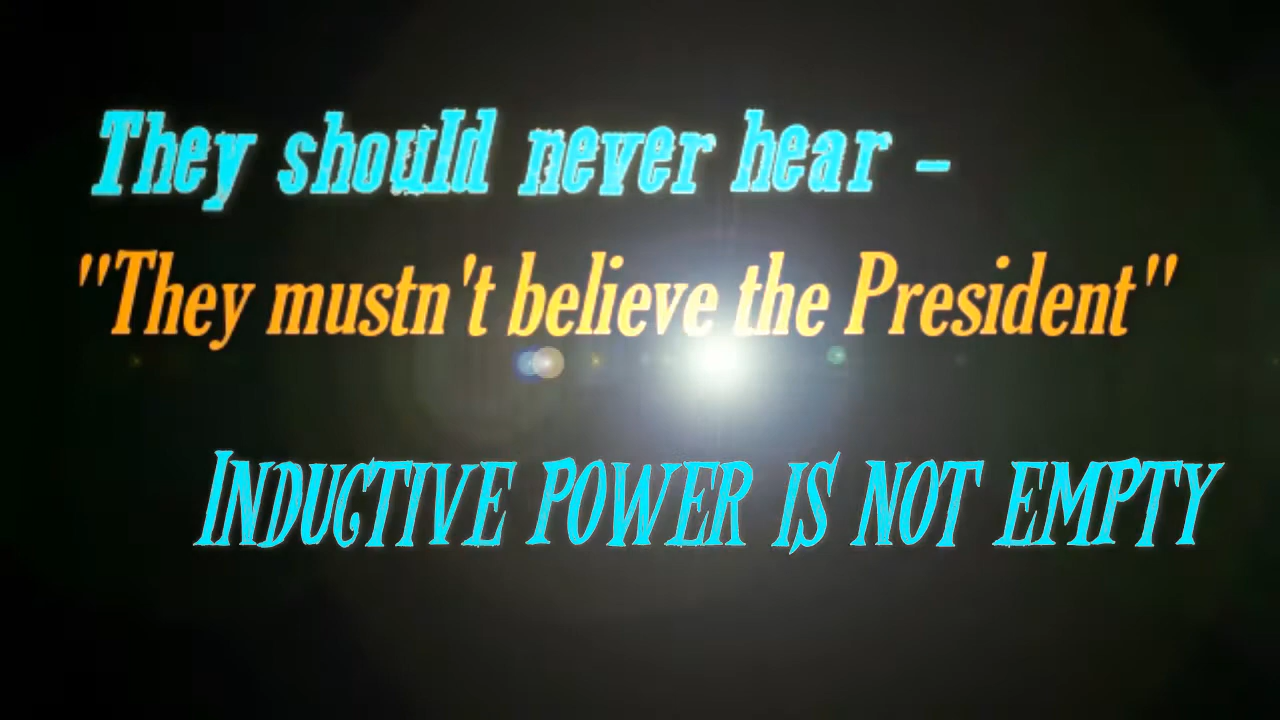 They should never hear –
"They mustn't believe the President"
INDUCTIVE POWER IS NOT EMPTY